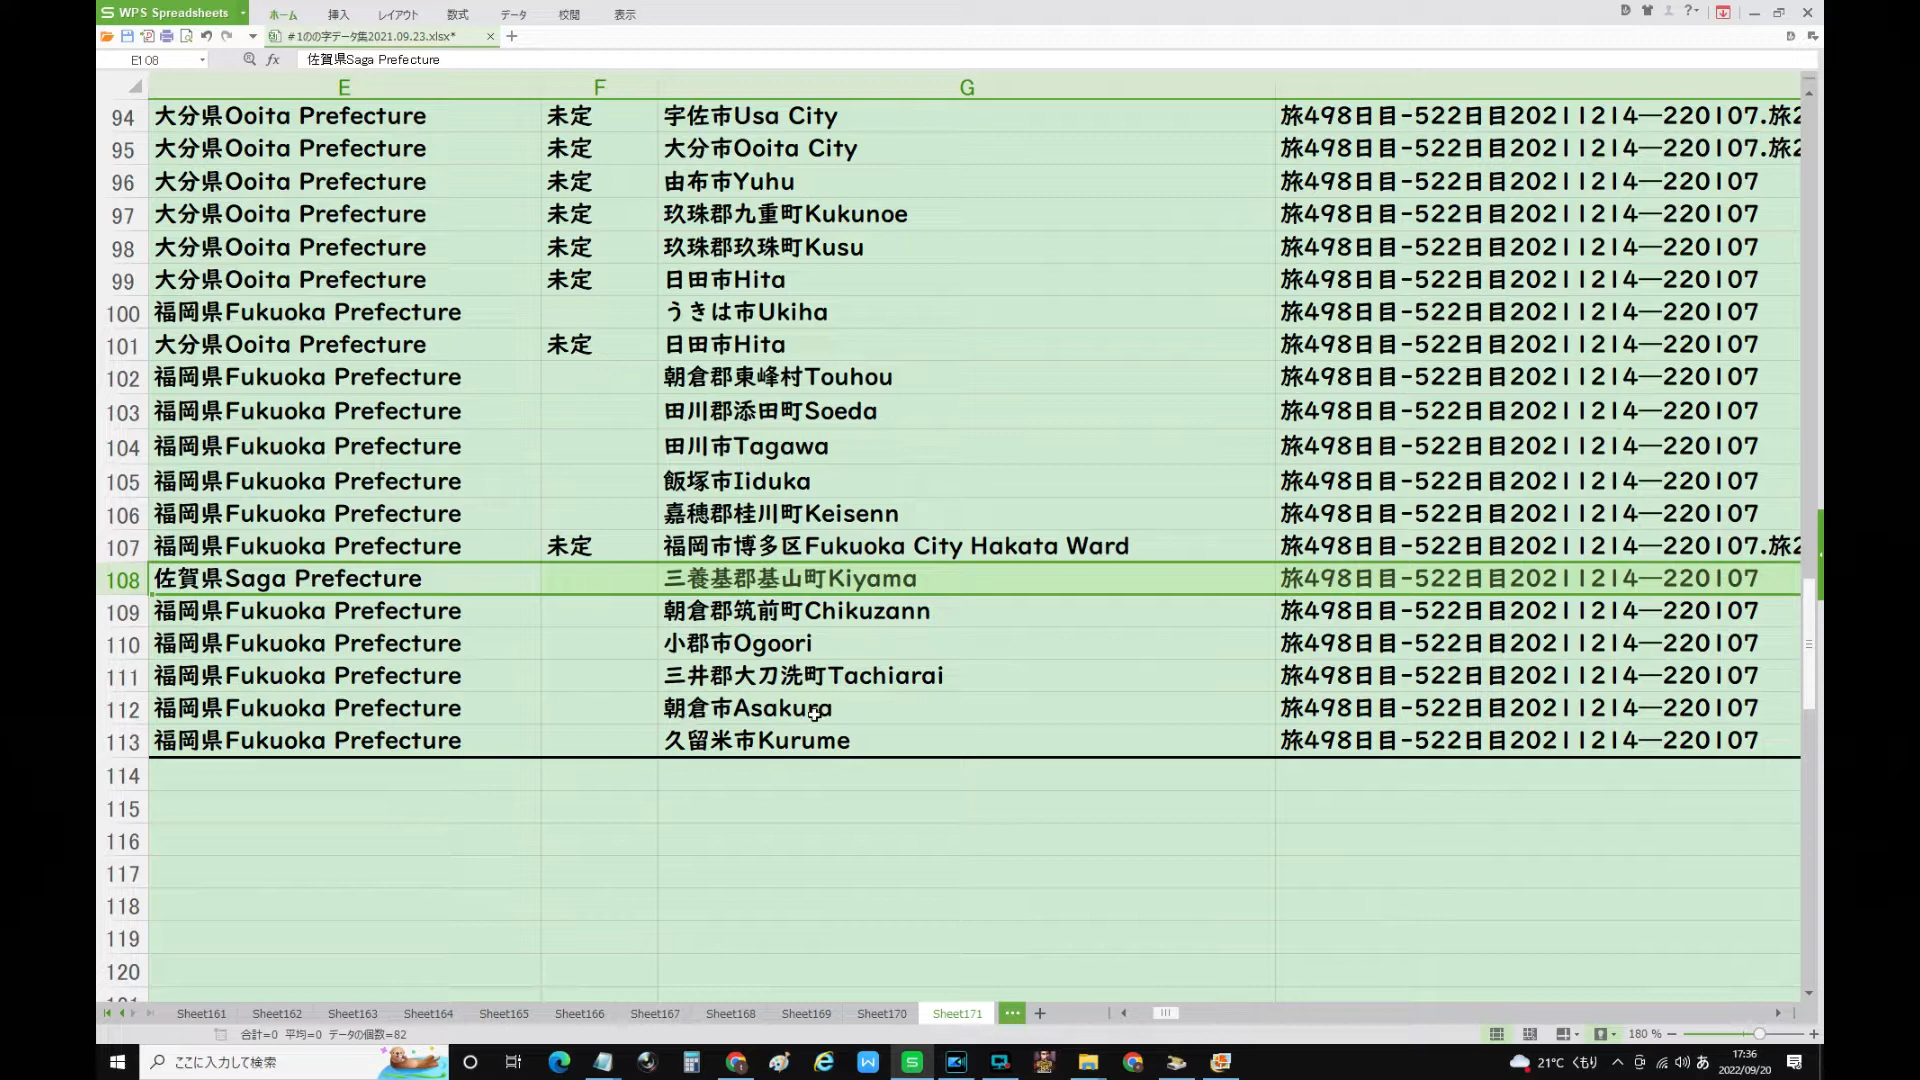 WPS Spreadsheets ホーム 挿入 レイアウト 数式 データ 校閲 表示
#1のの字データ集2021.09.23.xlsx*
E108 fx 佐賀県Saga Prefecture
E F G
94 大分県Ooita Prefecture 未定 宇佐市Usa City 旅498日目-522日目20211214—220107.旅2
95 大分県Ooita Prefecture 未定 大分市Ooita City 旅498日目-522日目20211214—220107.旅2
96 大分県Ooita Prefecture 未定 由布市Yuhu 旅498日目-522日目20211214—220107
97 大分県Ooita Prefecture 未定 玖珠郡九重町Kukunoe 旅498日目-522日目20211214—220107
98 大分県Ooita Prefecture 未定 玖珠郡玖珠町Kusu 旅498日目-522日目20211214—220107
99 大分県Ooita Prefecture 未定 日田市Hita 旅498日目-522日目20211214—220107
100 福岡県Fukuoka Prefecture うきは市Ukiha 旅498日目-522日目20211214—220107
101 大分県Ooita Prefecture 未定 日田市Hita 旅498日目-522日目20211214—220107
102 福岡県Fukuoka Prefecture 朝倉郡東峰村Touhou 旅498日目-522日目20211214—220107
103 福岡県Fukuoka Prefecture 田川郡添田町Soeda 旅498日目-522日目20211214—220107
104 福岡県Fukuoka Prefecture 田川市Tagawa 旅498日目-522日目20211214—220107
105 福岡県Fukuoka Prefecture 飯塚市Iiduka 旅498日目-522日目20211214—220107
106 福岡県Fukuoka Prefecture 嘉穂郡桂川町Keisenn 旅498日目-522日目20211214—220107
107 福岡県Fukuoka Prefecture 未定 福岡市博多区Fukuoka City Hakata Ward 旅498日目-522日目20211214—220107.旅2
108 佐賀県Saga Prefecture 三養基郡基山町Kiyama 旅498日目-522日目20211214—220107
109 福岡県Fukuoka Prefecture 朝倉郡筑前町Chikuzann 旅498日目-522日目20211214—220107
110 福岡県Fukuoka Prefecture 小郡市Ogoori 旅498日目-522日目20211214—220107
111 福岡県Fukuoka Prefecture 三井郡大刀洗町Tachiarai 旅498日目-522日目20211214—220107
112 福岡県Fukuoka Prefecture 朝倉市Asakura 旅498日目-522日目20211214—220107
113 福岡県Fukuoka Prefecture 久留米市Kurume 旅498日目-522日目20211214—220107
114
115
116
117
118
119
120
Sheet161 Sheet162 Sheet163 Sheet164 Sheet165 Sheet166 Sheet167 Sheet168 Sheet169 Sheet170 Sheet171
合計=0 平均=0 データの個数=82 180 %
ここに入力して検索 21°C くもり あ 17:36
2022/09/20